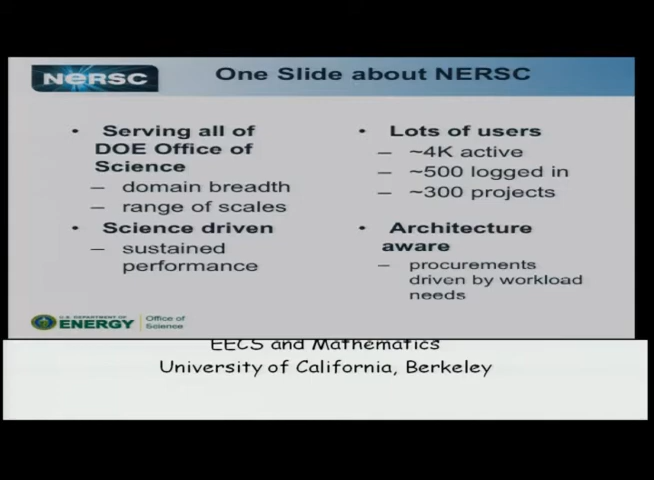 NERSC
One Slide about NERSC
• Serving all of
DOE Office of
Science
– domain breadth
– range of scales
• Science driven
– sustained
performance
• Lots of users
– ~4K active
– ~500 logged in
– ~300 projects
• Architecture
aware
– procurements
driven by workload
needs
U.S. DEPARTMENT OF
ENERGY
Office of
Science
EECS and Mathematics
University of California, Berkeley